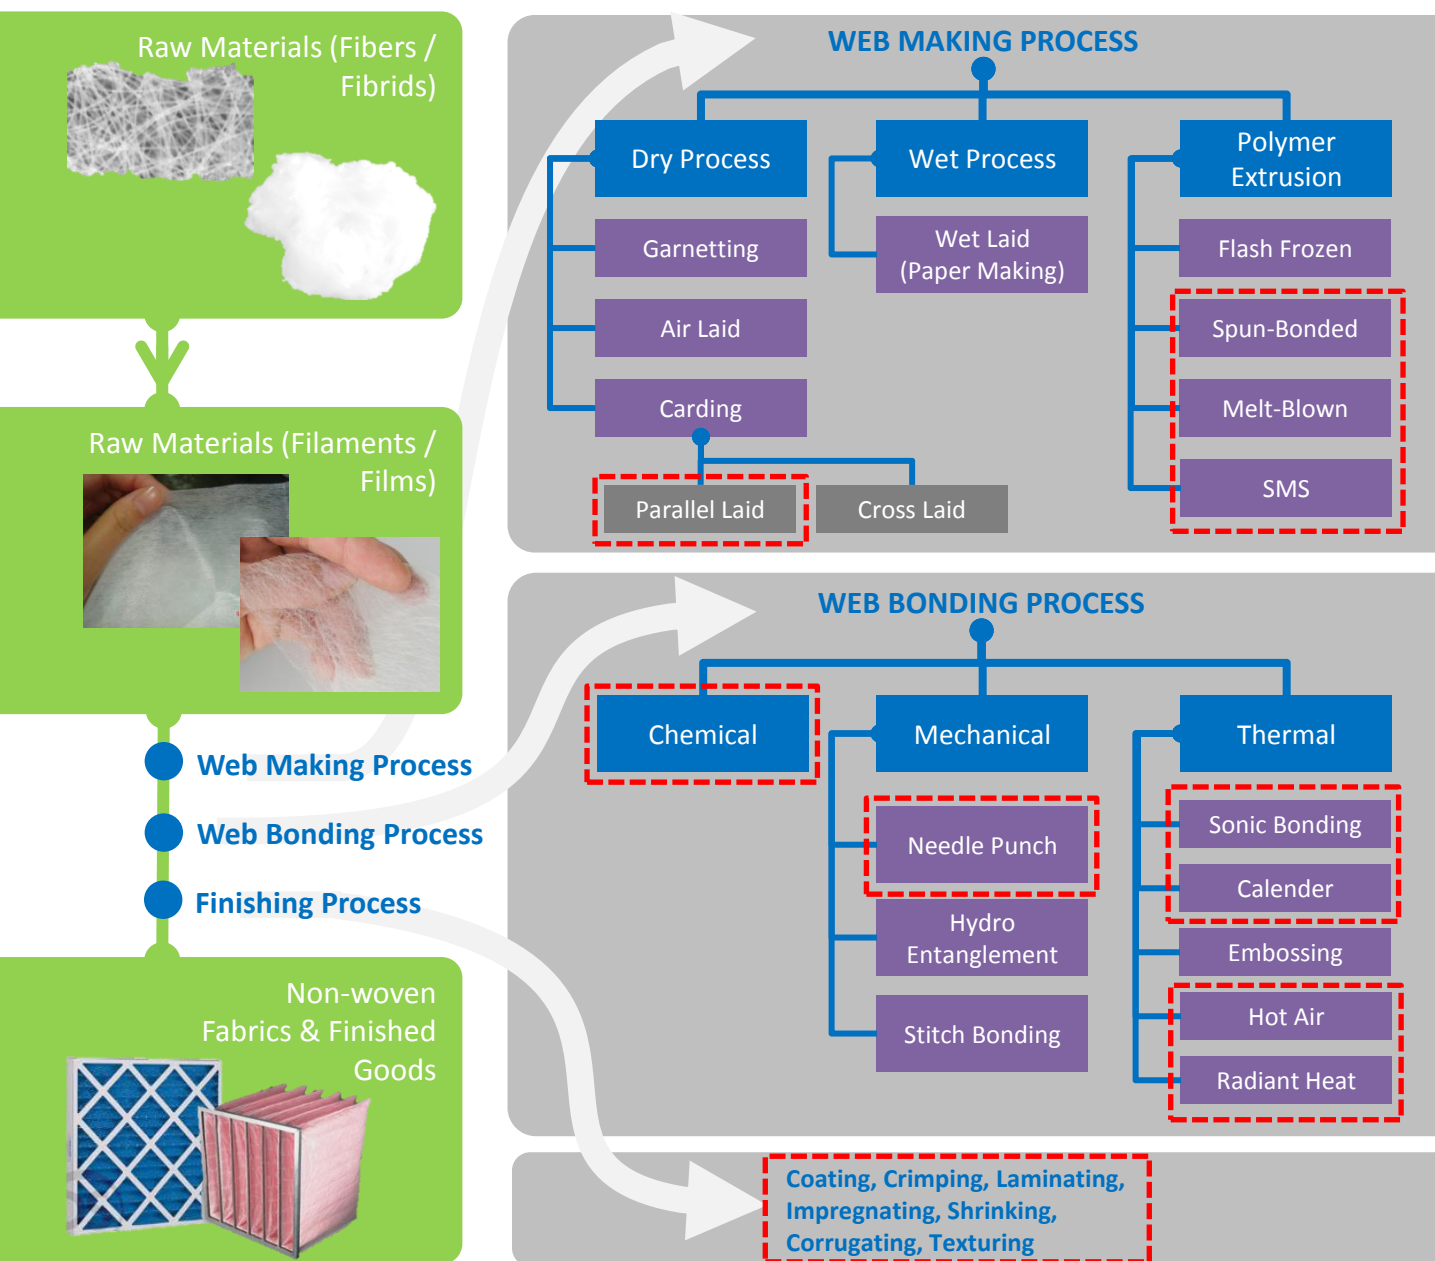 Raw Materials (Fibers /
Fibrids)
Raw Materials (Filaments /
Films)
Web Making Process
Web Bonding Process
Finishing Process
Non-woven
Fabrics & Finished
Goods
WEB MAKING PROCESS
Dry Process
Garnetting
Air Laid
Carding
Parallel Laid
Cross Laid
Wet Process
Wet Laid
(Paper Making)
Polymer
Extrusion
Flash Frozen
Spun-Bonded
Melt-Blown
SMS
WEB BONDING PROCESS
Chemical
Mechanical
Needle Punch
Hydro
Entanglement
Stitch Bonding
Thermal
Sonic Bonding
Calender
Embossing
Hot Air
Radiant Heat
Coating, Crimping, Laminating,
Impregnating, Shrinking,
Corrugating, Texturing